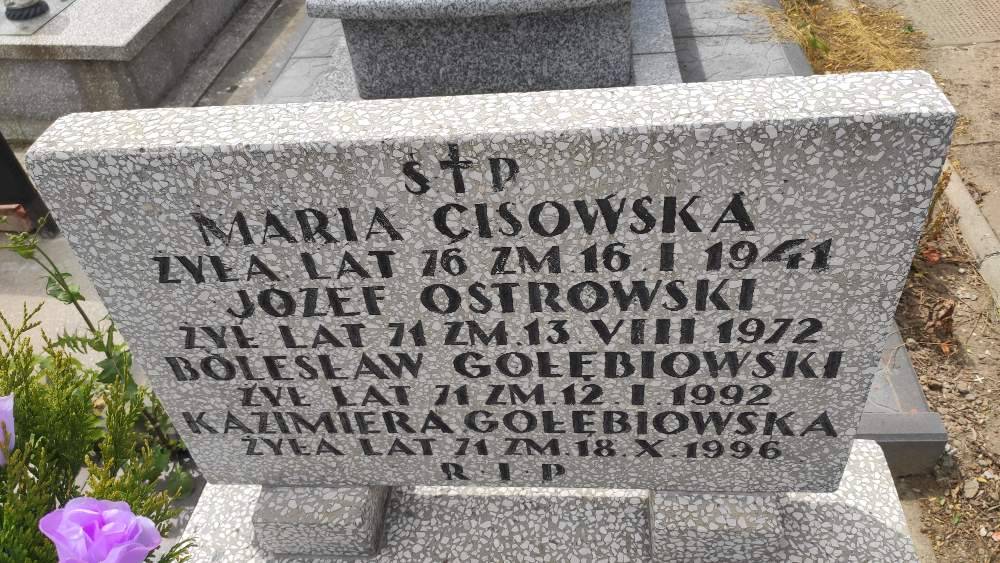 Ś † P.
MARIA CISOWSKA
ŻYŁA LAT 76 ZM. 16. I 1941
JÓZEF OSTROWSKI
ŻYŁ LAT 71 ZM. 13. VIII 1972
BOLESŁAW GOŁĘBIOWSKI
ŻYŁ LAT 71 ZM. 12. I. 1992
KAZIMIERA GOŁĘBIOWSKA
ŻYŁA LAT 71 ZM. 18. X. 1996
R · I · P